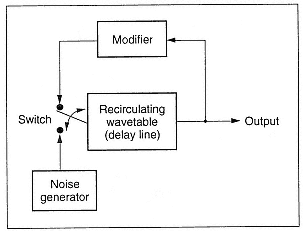 Modifier
Switch
Recirculating
wavetable
(delay line)
Output
Noise
generator